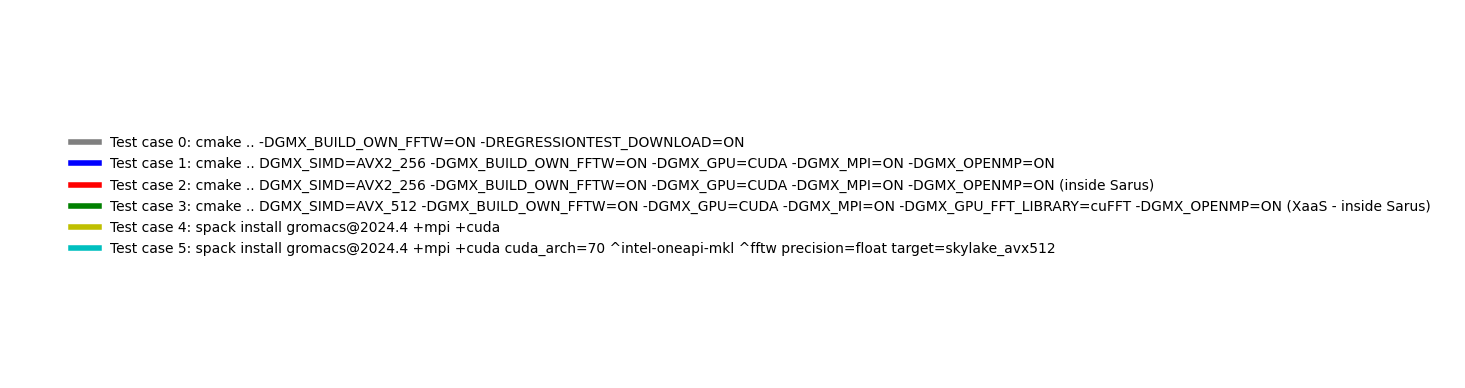 Test case 0: cmake .. -DGMX_BUILD_OWN_FFTW=ON -DREGRESSIONTEST_DOWNLOAD=ON
Test case 1: cmake .. DGMX_SIMD=AVX2_256 -DGMX_BUILD_OWN_FFTW=ON -DGMX_GPU=CUDA -DGMX_MPI=ON -DGMX_OPENMP=ON
Test case 2: cmake .. DGMX_SIMD=AVX2_256 -DGMX_BUILD_OWN_FFTW=ON -DGMX_GPU=CUDA -DGMX_MPI=ON -DGMX_OPENMP=ON (inside Sarus)
Test case 3: cmake .. DGMX_SIMD=AVX_512 -DGMX_BUILD_OWN_FFTW=ON -DGMX_GPU=CUDA -DGMX_MPI=ON -DGMX_GPU_FFT_LIBRARY=cuFFT -DGMX_OPENMP=ON (XaaS - inside Sarus)
Test case 4: spack install gromacs@2024.4 +mpi +cuda
Test case 5: spack install gromacs@2024.4 +mpi +cuda cuda_arch=70 ^intel-oneapi-mkl ^fftw precision=float target=skylake_avx512